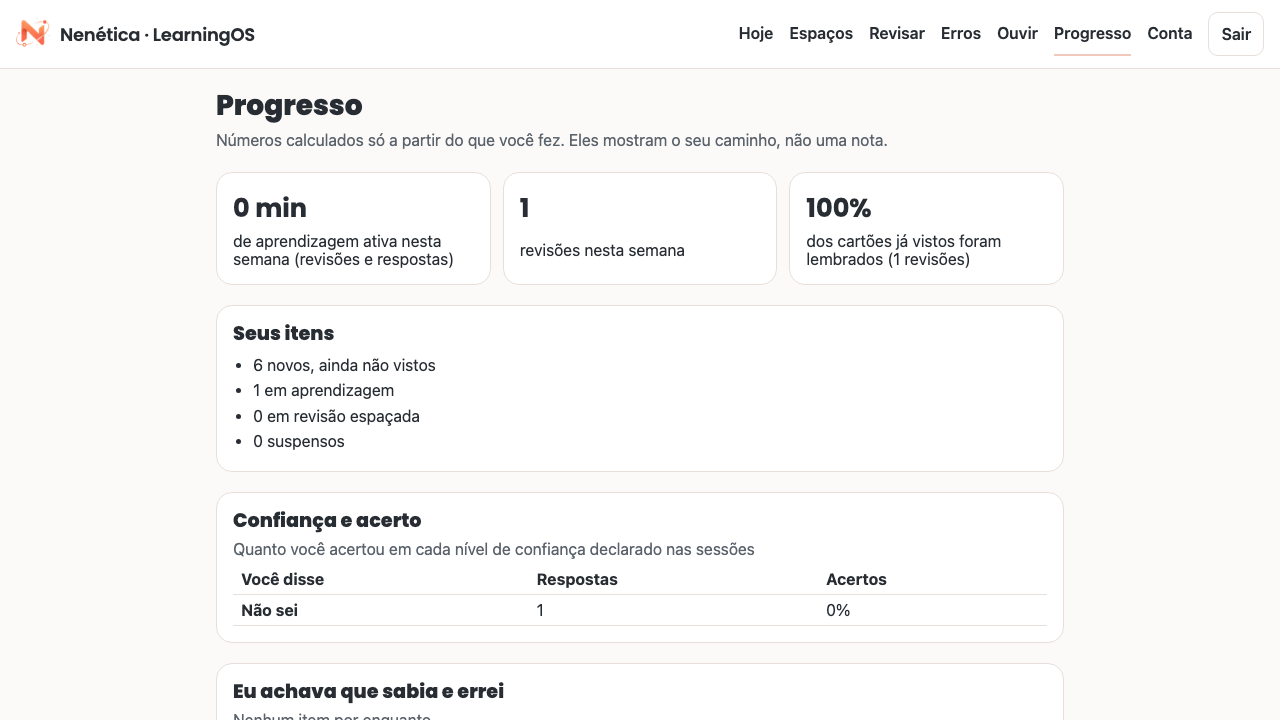 Nenética · LearningOS
Hoje
Espaços
Revisar
Erros
Ouvir
Progresso
Conta
Sair
Progresso
Números calculados só a partir do que você fez. Eles mostram o seu caminho, não uma nota.
0 min
de aprendizagem ativa nesta
semana (revisões e respostas)
1
revisões nesta semana
100%
dos cartões já vistos foram
lembrados (1 revisões)
Seus itens
6 novos, ainda não vistos
1 em aprendizagem
0 em revisão espaçada
0 suspensos
Confiança e acerto
Quanto você acertou em cada nível de confiança declarado nas sessões
Você disse Respostas Acertos
Não sei 1 0%
Eu achava que sabia e errei
Nenhum item por enquanto